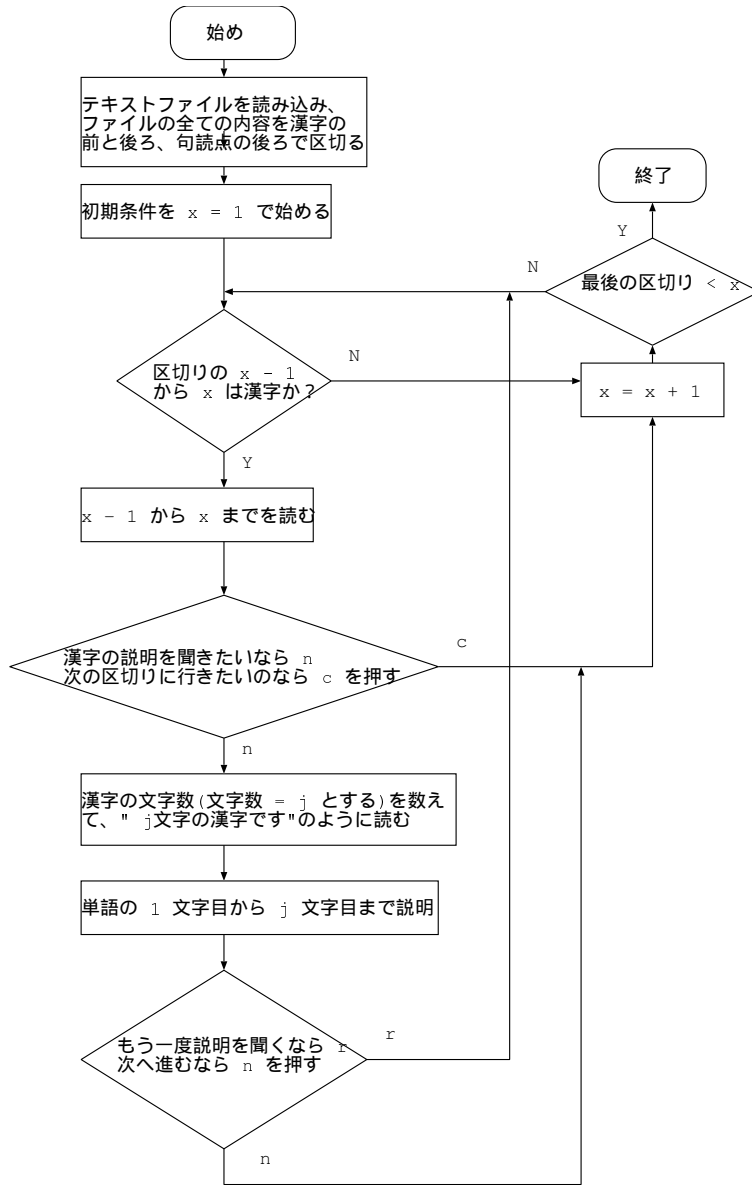 始め
テキストファイルを読み込み、
ファイルの全ての内容を漢字の
前と後ろ、句読点の後ろで区切る
初期条件を x = 1 で始める
終了
Y
N
最後の区切り < x
区切りの x - 1
から x は漢字か?
N
x = x + 1
Y
x - 1 から x までを読む
漢字の説明を聞きたいなら n
次の区切りに行きたいのなら c を押す
c
n
漢字の文字数(文字数 = j とする)を数え
て、" j文字の漢字です"のように読む
単語の 1 文字目から j 文字目まで説明
もう一度説明を聞くなら r
次へ進むなら n を押す
r
n